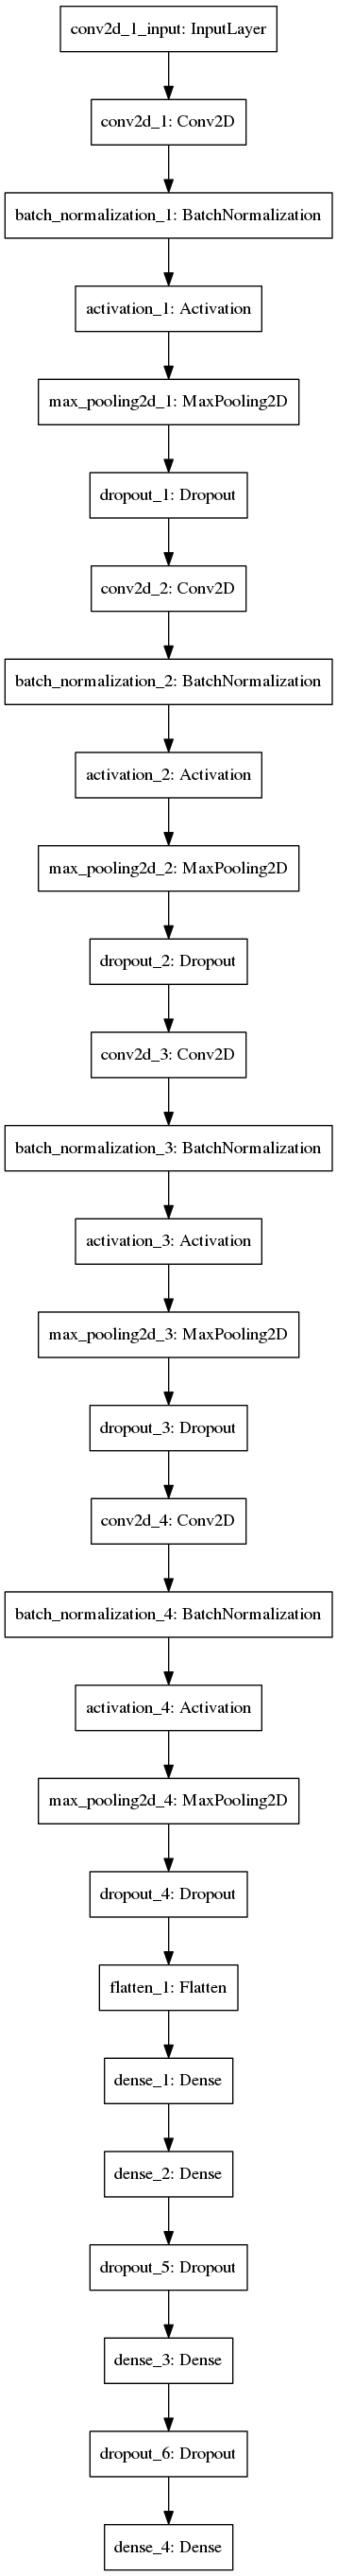 conv2d_1_input: InputLayer
conv2d_1: Conv2D
batch_normalization_1: BatchNormalization
activation_1: Activation
max_pooling2d_1: MaxPooling2D
dropout_1: Dropout
conv2d_2: Conv2D
batch_normalization_2: BatchNormalization
activation_2: Activation
max_pooling2d_2: MaxPooling2D
dropout_2: Dropout
conv2d_3: Conv2D
batch_normalization_3: BatchNormalization
activation_3: Activation
max_pooling2d_3: MaxPooling2D
dropout_3: Dropout
conv2d_4: Conv2D
batch_normalization_4: BatchNormalization
activation_4: Activation
max_pooling2d_4: MaxPooling2D
dropout_4: Dropout
flatten_1: Flatten
dense_1: Dense
dense_2: Dense
dropout_5: Dropout
dense_3: Dense
dropout_6: Dropout
dense_4: Dense